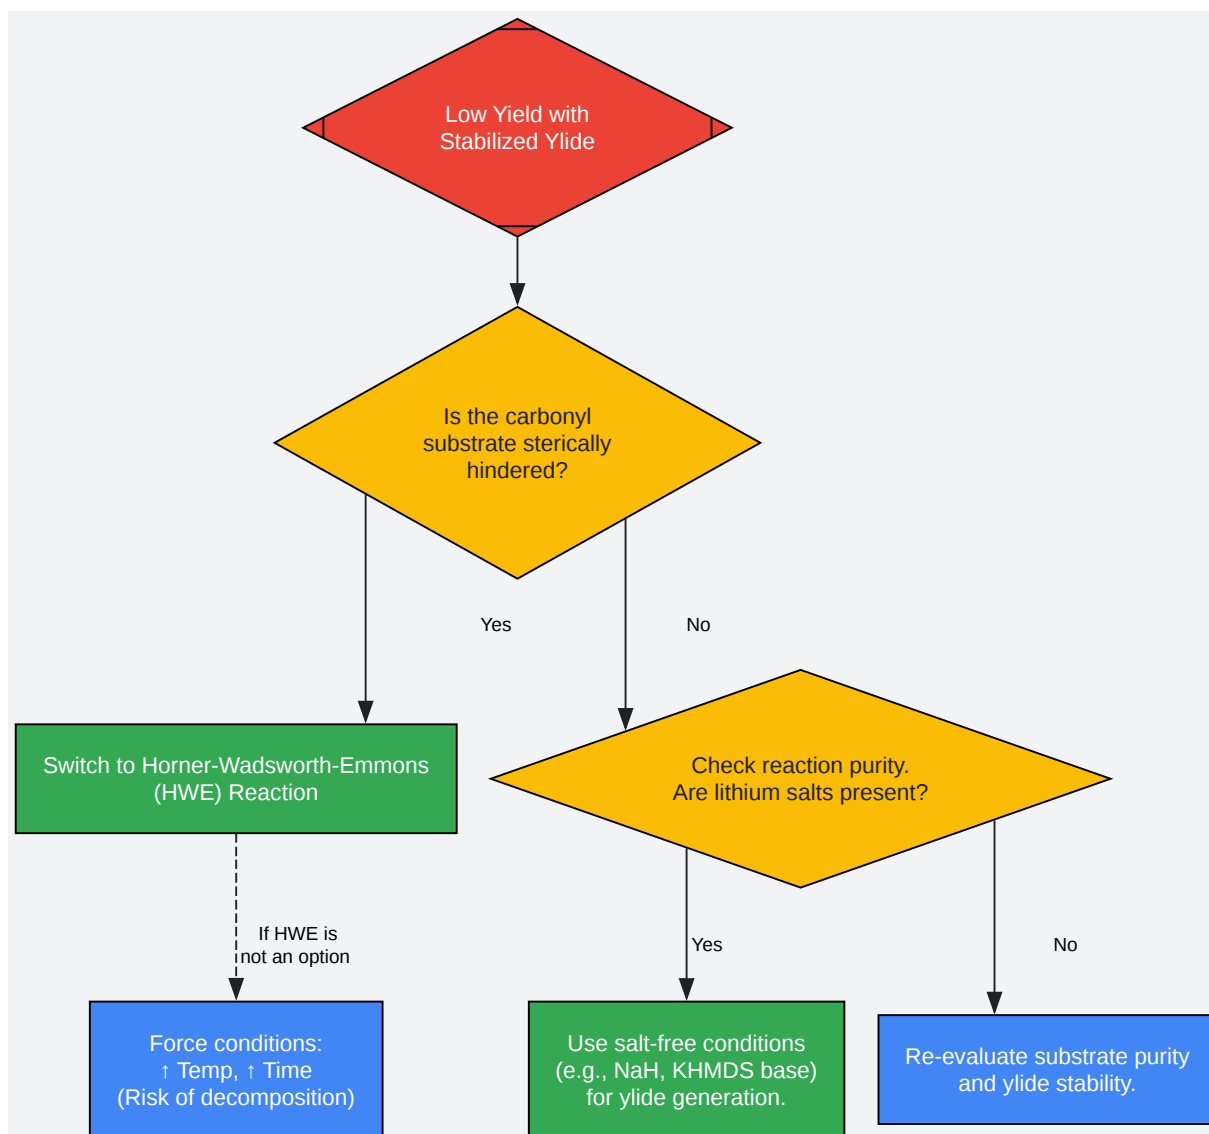 Low Yield with
Stabilized Ylide
Is the carbonyl
substrate sterically
hindered?
Yes
No
Switch to Horner-Wadsworth-Emmons
(HWE) Reaction
Check reaction purity.
Are lithium salts present?
If HWE is
not an option
Yes
No
Force conditions:
↑ Temp, ↑ Time
(Risk of decomposition)
Use salt-free conditions
(e.g., NaH, KHMDS base)
for ylide generation.
Re-evaluate substrate purity
and ylide stability.